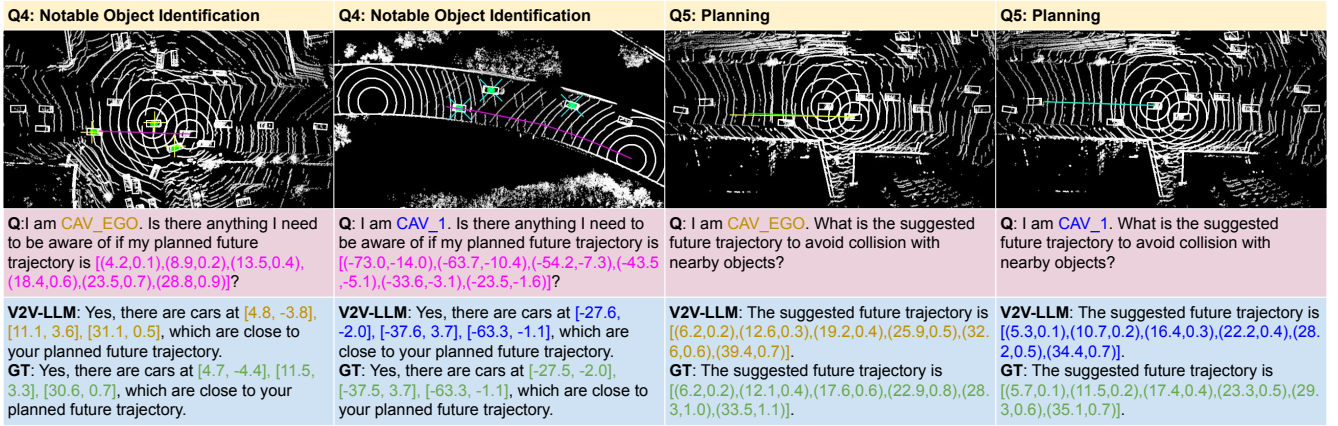 Q4: Notable Object Identification
Q4: Notable Object Identification
Q5: Planning
Q5: Planning
Q:I am CAV_EGO. Is there anything I need
to be aware of if my planned future
trajectory is [(4.2,0.1),(8.9,0.2),(13.5,0.4),
(18.4,0.6),(23.5,0.7),(28.8,0.9)]?
Q: I am CAV_1. Is there anything I need to
be aware of if my planned future trajectory is
[(-73.0,-14.0),(-63.7,-10.4),(-54.2,-7.3),(-43.5
,-5.1),(-33.6,-3.1),(-23.5,-1.6)]?
Q: I am CAV_EGO. What is the suggested
future trajectory to avoid collision with
nearby objects?
Q: I am CAV_1. What is the suggested
future trajectory to avoid collision with
nearby objects?
V2V-LLM: Yes, there are cars at [4.8, -3.8],
[11.1, 3.6], [31.1, 0.5], which are close to
your planned future trajectory.
GT: Yes, there are cars at [4.7, -4.4], [11.5,
3.3], [30.6, 0.7], which are close to your
planned future trajectory.
V2V-LLM: Yes, there are cars at [-27.6,
-2.0], [-37.6, 3.7], [-63.3, -1.1], which are
close to your planned future trajectory.
GT: Yes, there are cars at [-27.5, -2.0],
[-37.5, 3.7], [-63.3, -1.1], which are close to
your planned future trajectory.
V2V-LLM: The suggested future trajectory is
[(6.2,0.2),(12.6,0.3),(19.2,0.4),(25.9,0.5),(32.
6,0.6),(39.4,0.7)].
GT: The suggested future trajectory is
[(6.2,0.2),(12.1,0.4),(17.6,0.6),(22.9,0.8),(28.
3,1.0),(33.5,1.1)].
V2V-LLM: The suggested future trajectory is
[(5.3,0.1),(10.7,0.2),(16.4,0.3),(22.2,0.4),(28.
2,0.5),(34.4,0.7)].
GT: The suggested future trajectory is
[(5.7,0.1),(11.5,0.2),(17.4,0.4),(23.3,0.5),(29.
3,0.6),(35.1,0.7)].